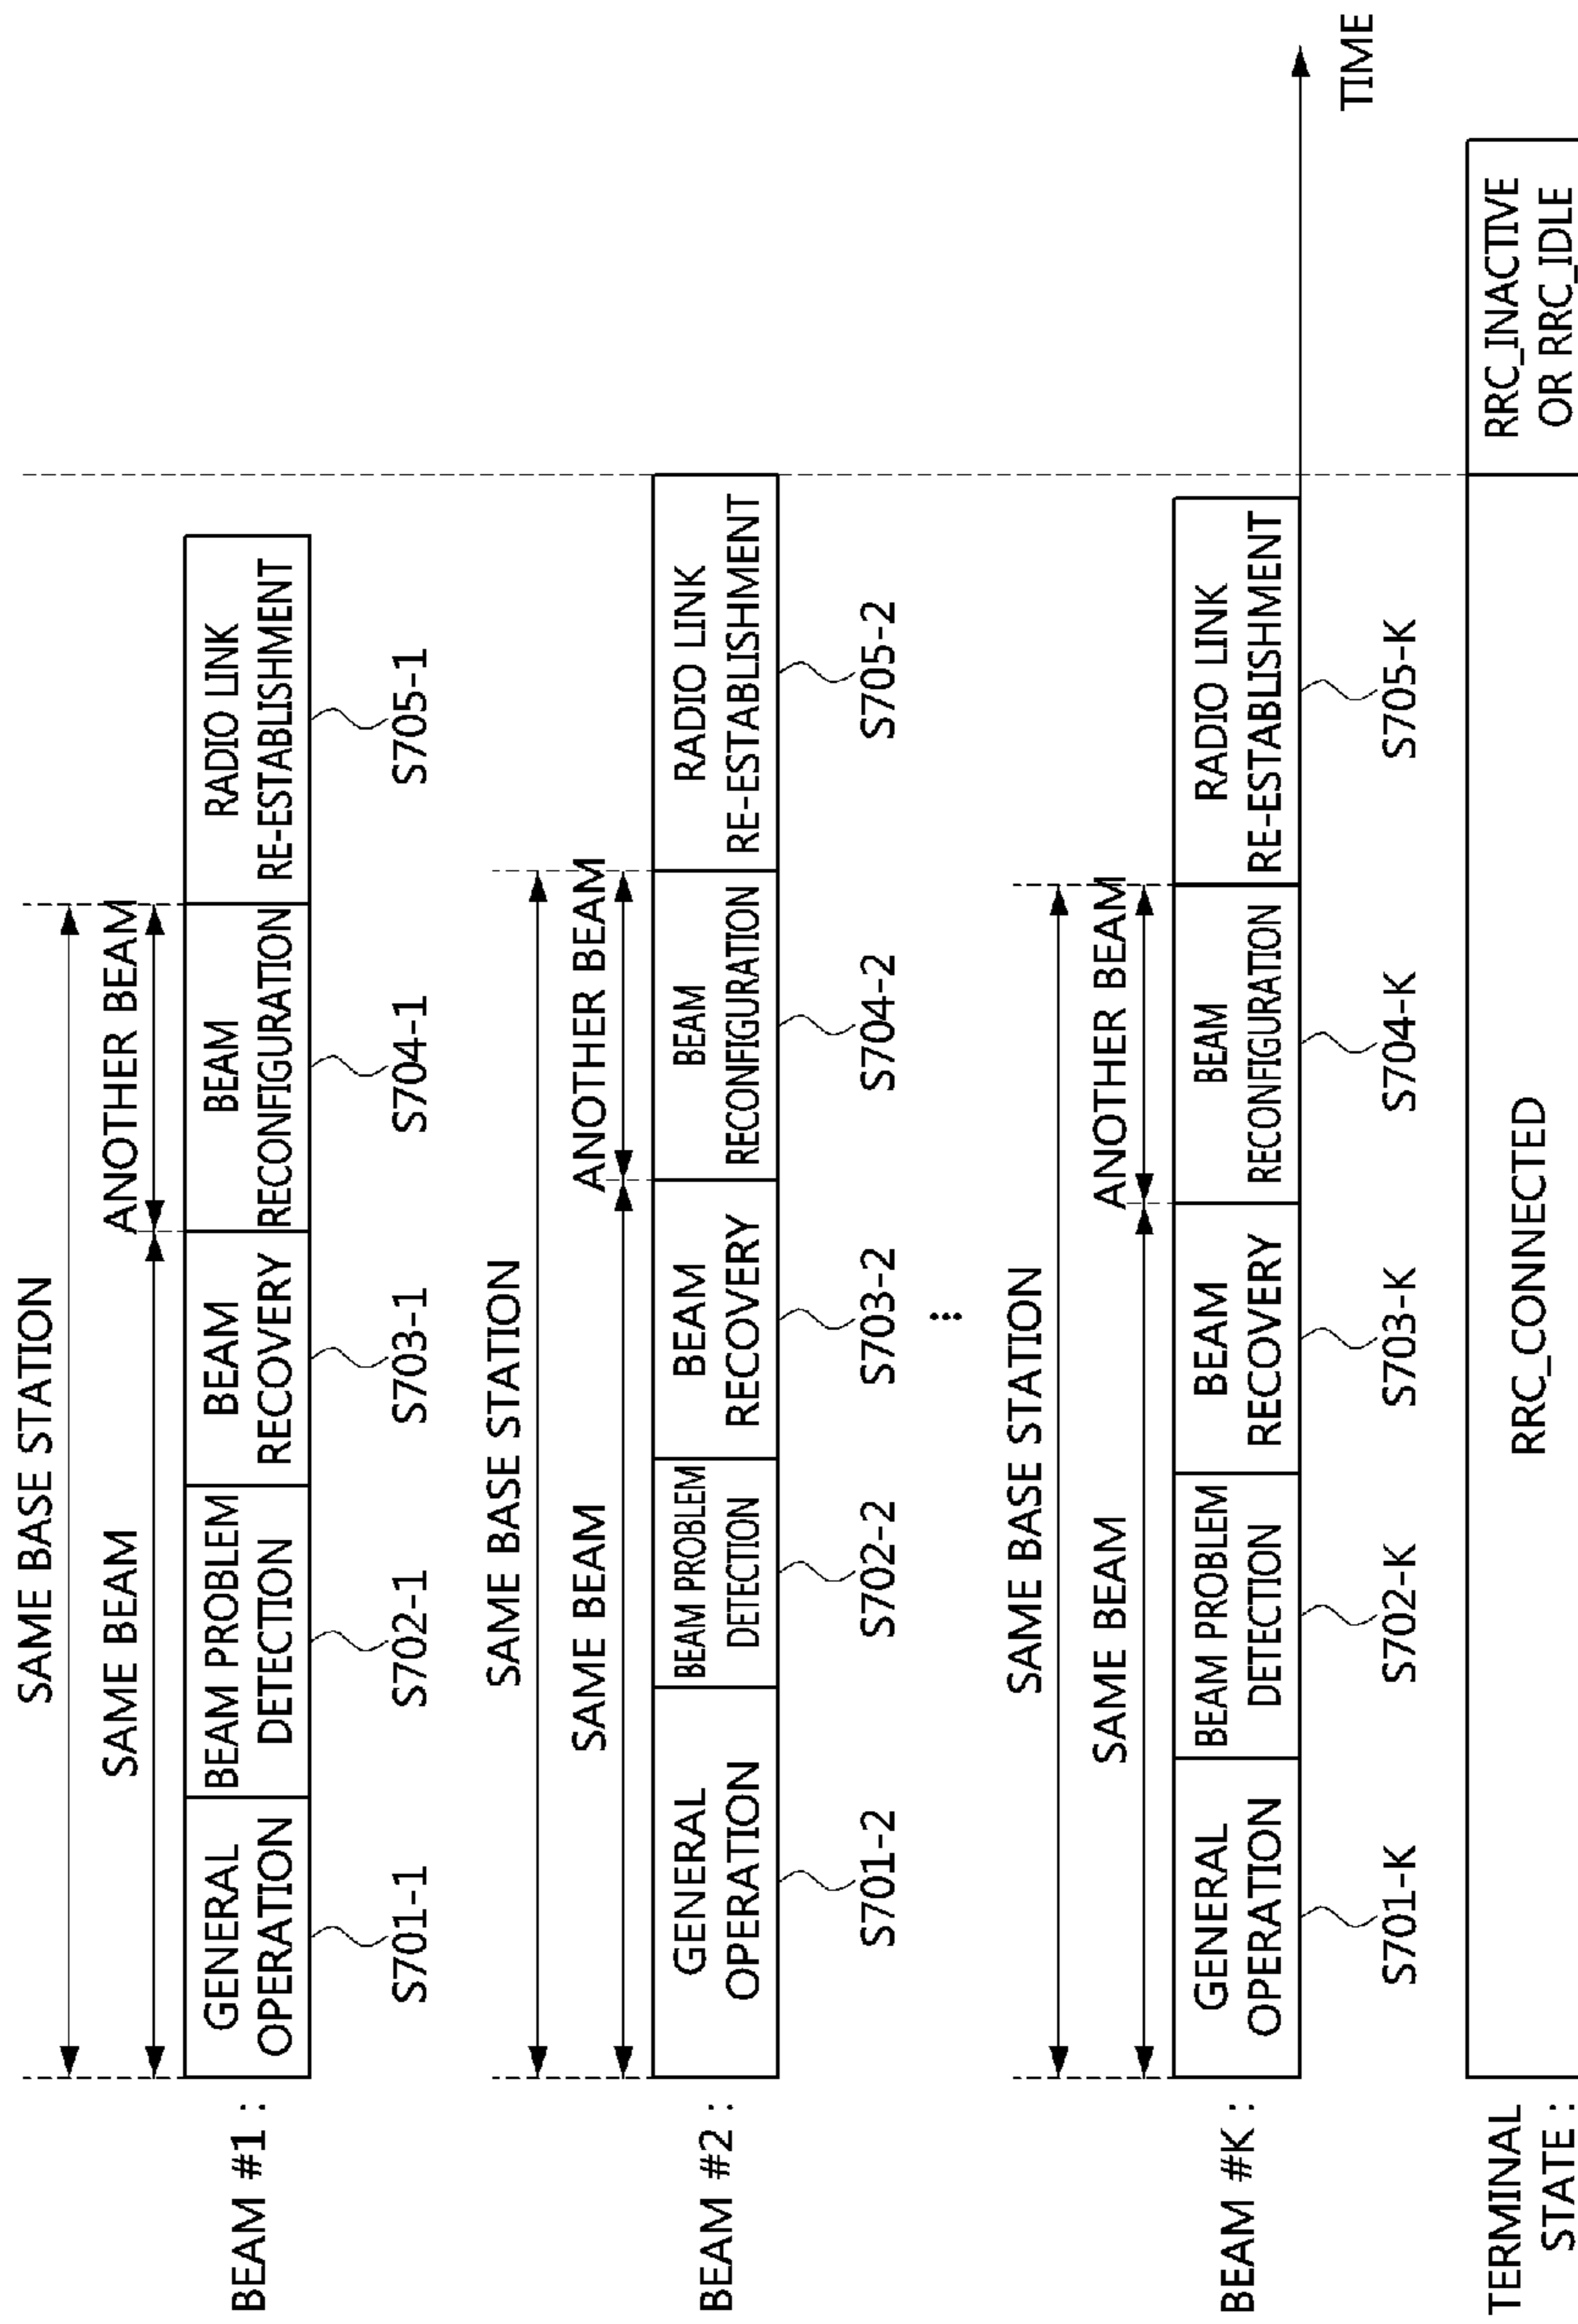 SAME BASE STATION
SAME BEAM
ANOTHER BEAM
BEAM #1 :
GENERAL
OPERATION
BEAM PROBLEM
DETECTION
BEAM
RECOVERY
BEAM
RECONFIGURATION
RADIO LINK
RE-ESTABLISHMENT
S701-1
S702-1
S703-1
S704-1
S705-1
SAME BASE STATION
SAME BEAM
ANOTHER BEAM
BEAM #2 :
GENERAL
OPERATION
BEAM PROBLEM
DETECTION
BEAM
RECOVERY
BEAM
RECONFIGURATION
RADIO LINK
RE-ESTABLISHMENT
S701-2
S702-2
S703-2
S704-2
S705-2
...
SAME BASE STATION
SAME BEAM
ANOTHER BEAM
BEAM #K :
GENERAL
OPERATION
BEAM PROBLEM
DETECTION
BEAM
RECOVERY
BEAM
RECONFIGURATION
RADIO LINK
RE-ESTABLISHMENT
TIME
S701-K
S702-K
S703-K
S704-K
S705-K
TERMINAL
STATE :
RRC_CONNECTED
RRC_INACTIVE
OR RRC_IDLE